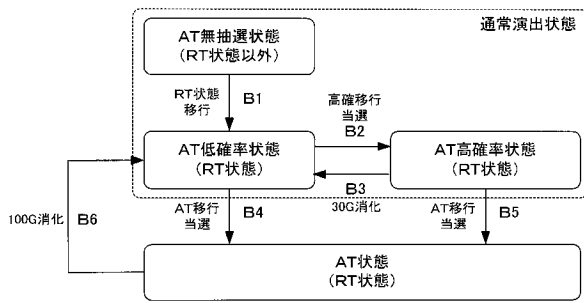 通常演出状態
AT無抽選状態
(RT状態以外)
RT状態
移行
B1
高確移行
当選
B2
AT低確率状態
(RT状態)
AT高確率状態
(RT状態)
B3
30G消化
100G消化
B6
AT移行
当選
B4
AT移行
当選
B5
AT状態
(RT状態)